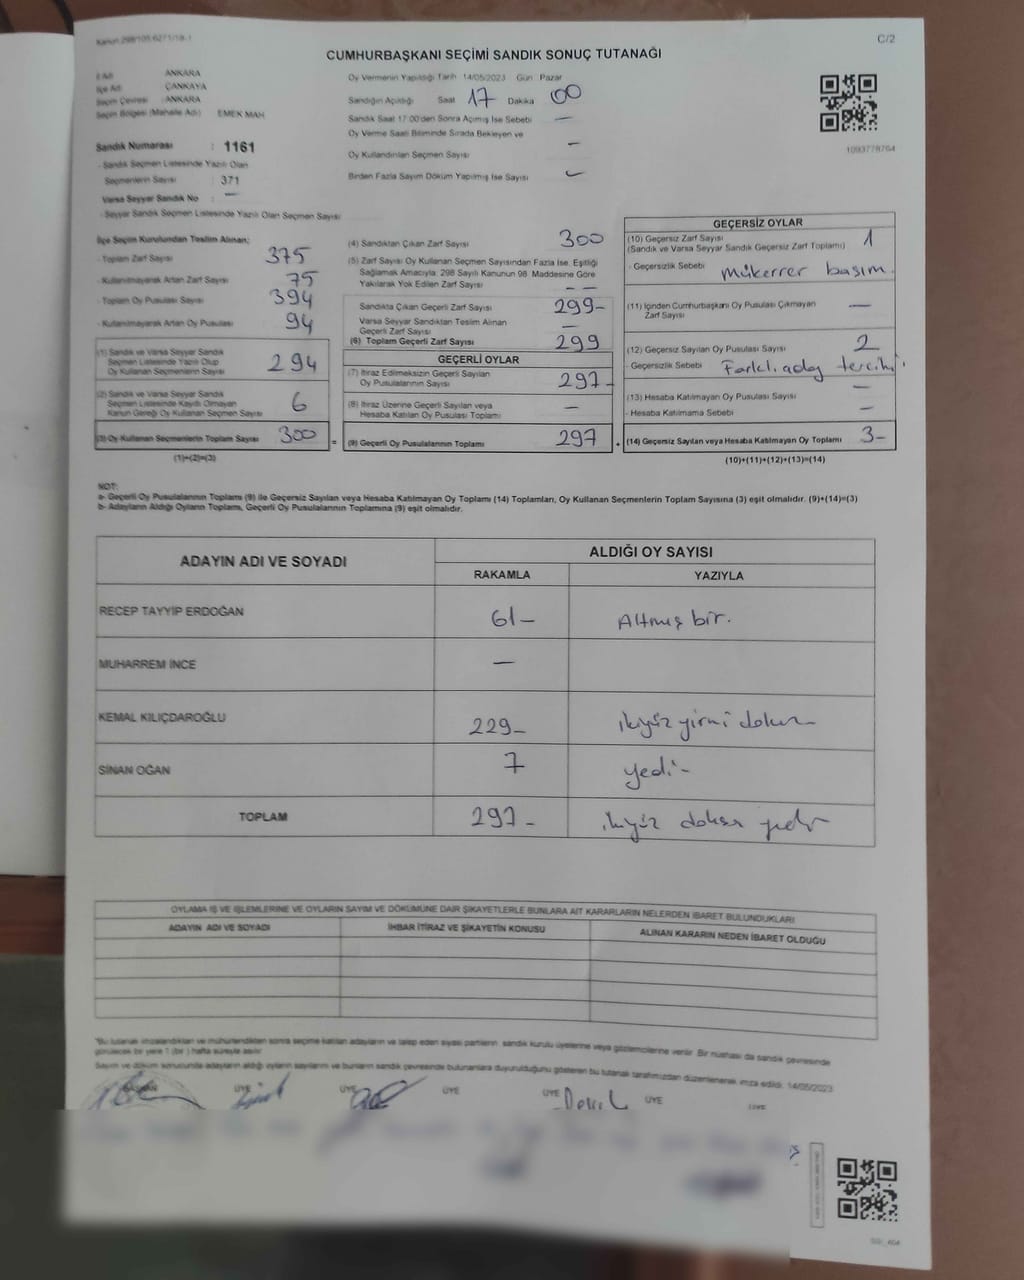 Kanun:298/105;6271/18-1
C/2
CUMHURBAŞKANI SEÇİMİ SANDIK SONUÇ TUTANAĞI
İl Adı : ANKARA
İlçe Adı : ÇANKAYA
Seçim Çevresi : ANKARA
Seçim Bölgesi (Mahalle Adı) : EMEK MAH
Sandık Numarası : 1161
- Sandık Seçmen Listesinde Yazılı Olan
Seçmenlerin Sayısı : 371
Varsa Seyyar Sandık No : —
- Seyyar Sandık Seçmen Listesinde Yazılı Olan Seçmen Sayısı
Oy Vermenin Yapıldığı Tarih 14/05/2023 Gün Pazar
Sandığın Açıldığı Saat 17 Dakika 00
Sandık Saat 17:00'den Sonra Açımış İse Sebebi —
Oy Verme Saati Bitiminde Sırada Bekleyen ve
Oy Kullandırılan Seçmen Sayısı —
Birden Fazla Sayım Döküm Yapılmış İse Sayısı —
1093778764
İlçe Seçim Kurulundan Teslim Alınan;
- Toplam Zarf Sayısı 375
- Kullanılmayarak Artan Zarf Sayısı 75
- Toplam Oy Pusulası Sayısı 394
- Kullanılmayarak Artan Oy Pusulası 94
(1) Sandık ve Varsa Seyyar Sandık
Seçmen Listesinde Yazılı Olup
Oy Kullanan Seçmenlerin Sayısı 294
(2) Sandık ve Varsa Seyyar Sandık
Seçmen Listesinde Kaydı Olmayan
Kanun Gereği Oy Kullanan Seçmen Sayısı 6
(3) Oy Kullanan Seçmenlerin Toplam Sayısı 300
(1)+(2)=(3)
=
(4) Sandıktan Çıkan Zarf Sayısı 300
(5) Zarf Sayısı Oy Kullanan Seçmen Sayısından Fazla İse, Eşitliği
Sağlamak Amacıyla, 298 Sayılı Kanunun 98. Maddesine Göre
Yakılarak Yok Edilen Zarf Sayısı — —
Sandıkta Çıkan Geçerli Zarf Sayısı 299-
Varsa Seyyar Sandıktan Teslim Alınan
Geçerli Zarf Sayısı —
(6) Toplam Geçerli Zarf Sayısı 299
GEÇERLİ OYLAR
(7) İtiraz Edilmeksizin Geçerli Sayılan
Oy Pusulalarının Sayısı 297-
(8) İtiraz Üzerine Geçerli Sayılan veya
Hesaba Katılan Oy Pusulası Toplamı —
(9) Geçerli Oy Pusulalarının Toplamı 297
+
GEÇERSİZ OYLAR
(10) Geçersiz Zarf Sayısı
(Sandık ve Varsa Seyyar Sandık Geçersiz Zarf Toplamı) 1
- Geçersizlik Sebebi Mükerrer basım.
(11) İçinden Cumhurbaşkanı Oy Pusulası Çıkmayan
Zarf Sayısı —
(12) Geçersiz Sayılan Oy Pusulası Sayısı 2
- Geçersizlik Sebebi Farklı aday tercihi
(13) Hesaba Katılmayan Oy Pusulası Sayısı —
- Hesaba Katılmama Sebebi —
(14) Geçersiz Sayılan veya Hesaba Katılmayan Oy Toplamı 3-
(10)+(11)+(12)+(13)=(14)
NOT:
a- Geçerli Oy Pusulalarının Toplamı (9) ile Geçersiz Sayılan veya Hesaba Katılmayan Oy Toplamı (14) Toplamları, Oy Kullanan Seçmenlerin Toplam Sayısına (3) eşit olmalıdır. (9)+(14)=(3)
b- Adayların Aldığı Oyların Toplamı, Geçerli Oy Pusulalarının Toplamına (9) eşit olmalıdır.
ADAYIN ADI VE SOYADI
ALDIĞI OY SAYISI
RAKAMLA YAZIYLA
RECEP TAYYİP ERDOĞAN 61- Altmış bir.
MUHARREM İNCE —
KEMAL KILIÇDAROĞLU 229- ikiyüz yirmi dokuz
SİNAN OĞAN 7 yedi-
TOPLAM 297- ikiyüz doksan yedi
OYLAMA İŞ VE İŞLEMLERİNE VE OYLARIN SAYIM VE DÖKÜMÜNE DAİR ŞİKAYETLERLE BUNLARA AİT KARARLARIN NELERDEN İBARET BULUNDUKLARI
ADAYIN ADI VE SOYADI İHBAR İTİRAZ VE ŞİKAYETİN KONUSU ALINAN KARARIN NEDEN İBARET OLDUĞU
"Bu tutanak imzalandıktan ve mühürlendikten sonra seçime katılan adayların ve talep eden siyasi partilerin sandık kurulu üyelerine veya gözlemcilerine verilir. Bir nüshası da sandık çevresinde
görülecek bir yere 1 (bir) hafta süreyle asılır.
Sayım ve döküm sonucunda adayların aldığı oyların sayılarını ve bunların sandık çevresinde bulunanlara duyurulduğunu gösteren bu tutanak tarafımızdan düzenlenerek imza edildi. 14/05/2023
BAŞKAN ÜYE ÜYE ÜYE ÜYE ÜYE ÜYE